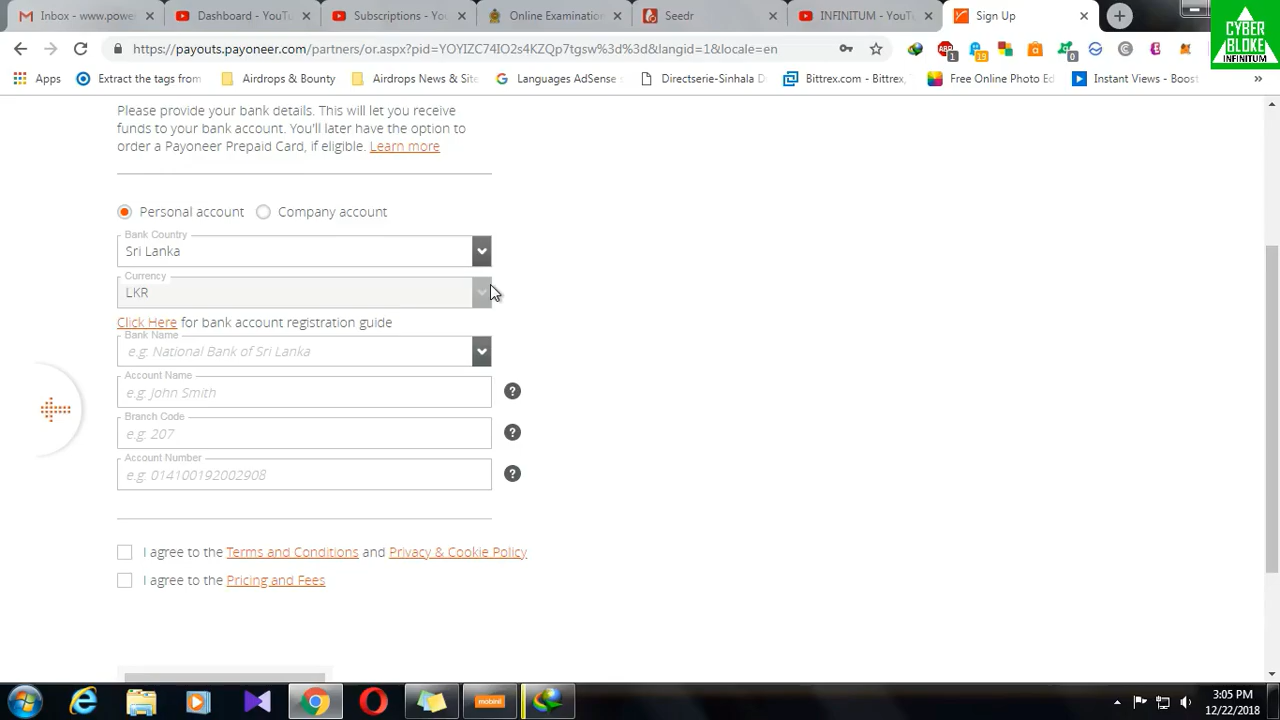 Inbox - www.powe
Dashboard YouTu
Subscriptions - Yo
Online Examination
Seedr
INFINITUM - YouTu
Sign Up
https://payouts.payoneer.com/partners/or.aspx?pid=YOYIZC74IO2s4KZQp7tgsw%3d%3d&langid=1&locale=en
1
19
0
CYBER
BLOKE
INFINITUM
Apps
Extract the tags from
Airdrops & Bounty
Airdrops News & Site
Languages AdSense
Directserie-Sinhala D
Bittrex.com - Bittrex,
Free Online Photo Ed
Instant Views - Boost
»
Please provide your bank details. This will let you receive
funds to your bank account. You'll later have the option to
order a Payoneer Prepaid Card, if eligible. Learn more
Personal account
Company account
Bank Country
Sri Lanka
Currency
LKR
Click Here for bank account registration guide
Bank Name
e.g. National Bank of Sri Lanka
Account Name
e.g. John Smith
?
Branch Code
e.g. 207
?
Account Number
e.g. 014100192002908
?
I agree to the Terms and Conditions and Privacy & Cookie Policy
I agree to the Pricing and Fees
mobinil
3:05 PM
12/22/2018